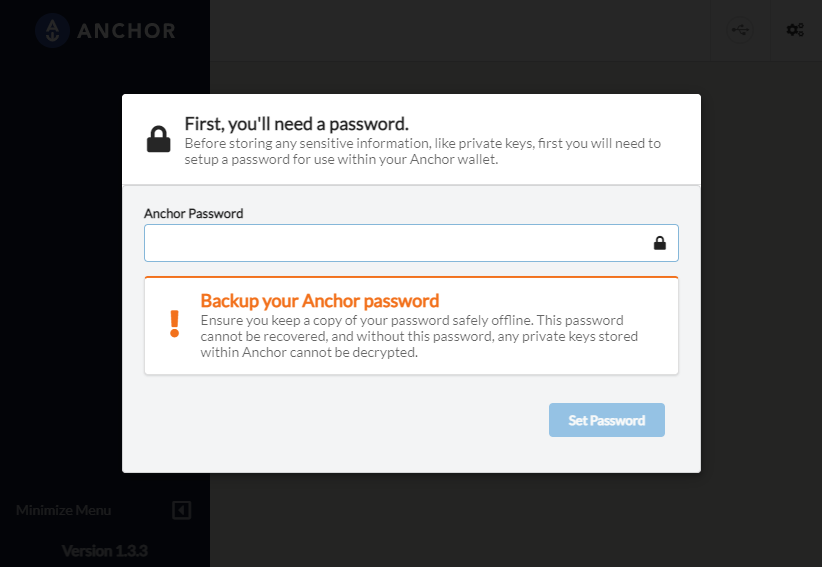 ANCHOR
First, you'll need a password.
Before storing any sensitive information, like private keys, first you will need to
setup a password for use within your Anchor wallet.
Anchor Password
Backup your Anchor password
Ensure you keep a copy of your password safely offline. This password
cannot be recovered, and without this password, any private keys stored
within Anchor cannot be decrypted.
Set Password
Minimize Menu
Version 1.3.3